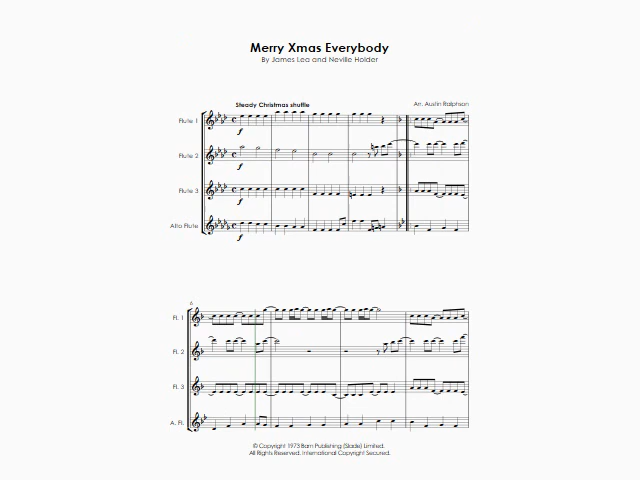 Merry Xmas Everybody
By James Lea and Neville Holder
Steady Christmas shuffle
Arr. Austin Ralphson
Flute 1
f
Flute 2
f
Flute 3
f
Alto Flute
f
6
Fl. 1
Fl. 2
Fl. 3
A. Fl.
© Copyright 1973 Barn Publishing (Slade) Limited.
All Rights Reserved. International Copyright Secured.